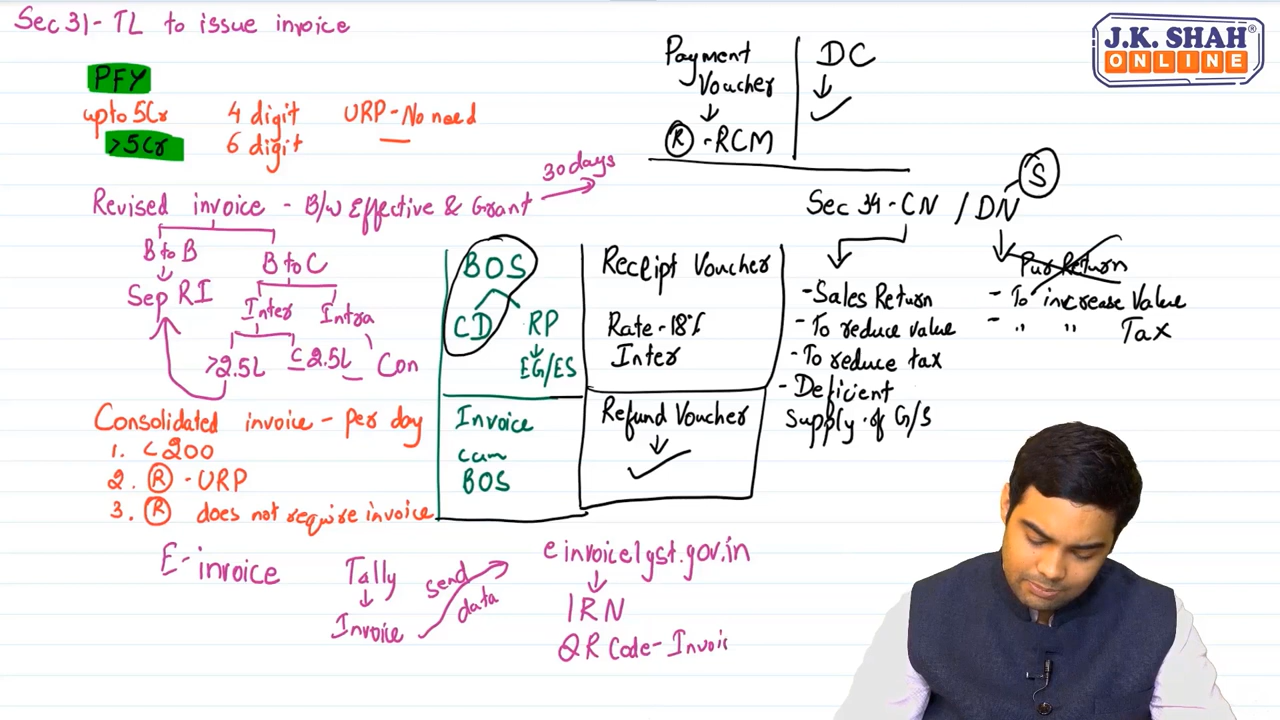 Sec 31 - TL to issue invoice
J.K. SHAH®
ONLINE
PFY
upto 5Cr 4 digit URP - No need
>5Cr 6 digit
Payment
Voucher
R - RCM
DC
Revised invoice - B/w Effective & Grant
30 days
B to B
Sep RI
B to C
Inter
Intra
>2.5L
≤ 2.5L
Con
Consolidated invoice - per day
1. <200
2. R - URP
3. R does not require invoice
BOS
CD RP
EG/ES
Invoice
cum
BOS
Receipt Voucher
Rate - 18%
Inter
Refund Voucher
Sec 34 - CN / DN
S
- Sales Return
- To reduce value
- To reduce tax
- Deficient
Supply of G/S
Pur Return
- To increase Value
- " " Tax
E-invoice
Tally
Invoice
send
data
einvoice1gst.gov.in
IRN
QR Code - Invoic